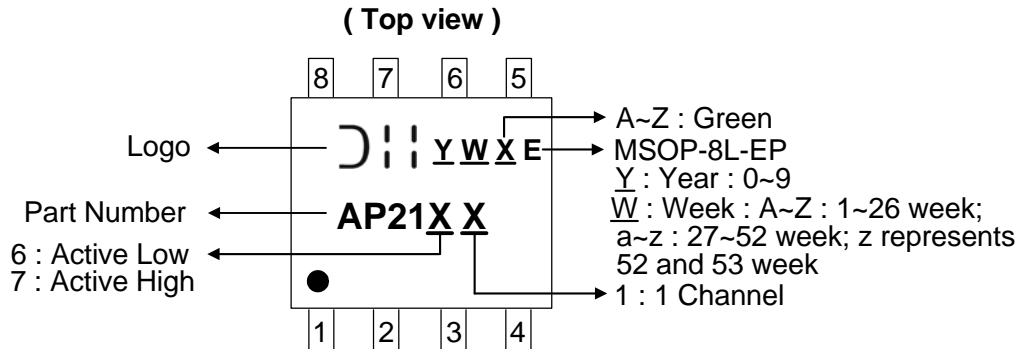 ( Top view )
8 7 6 5
A~Z : Green
Logo
Y W X E
MSOP-8L-EP
Y : Year : 0~9
Part Number
AP21X X
W : Week : A~Z : 1~26 week;
a~z : 27~52 week; z represents
52 and 53 week
6 : Active Low
7 : Active High
1 : 1 Channel
1 2 3 4